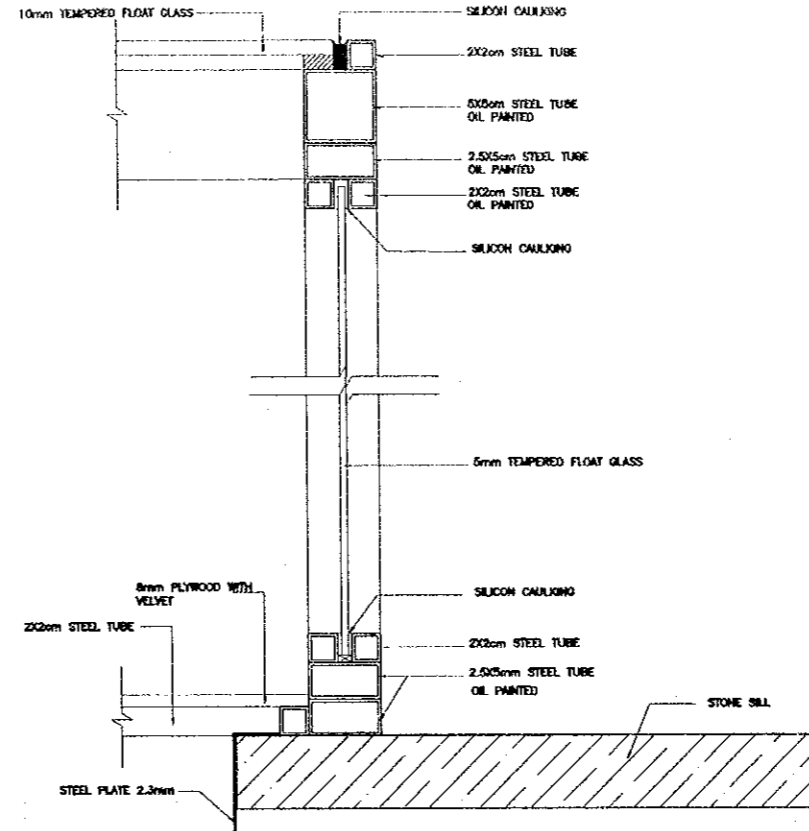 10mm TEMPERED FLOAT GLASS
SILICON CAULKING
2X2cm STEEL TUBE
5X5cm STEEL TUBE
OIL PAINTED
2.5X5cm STEEL TUBE
OIL PAINTED
2X2cm STEEL TUBE
OIL PAINTED
SILICON CAULKING
5mm TEMPERED FLOAT GLASS
8mm PLYWOOD WITH
VELVET
SILICON CAULKING
2X2cm STEEL TUBE
2X2cm STEEL TUBE
2.5X5mm STEEL TUBE
OIL PAINTED
STONE SILL
STEEL PLATE 2.3mm